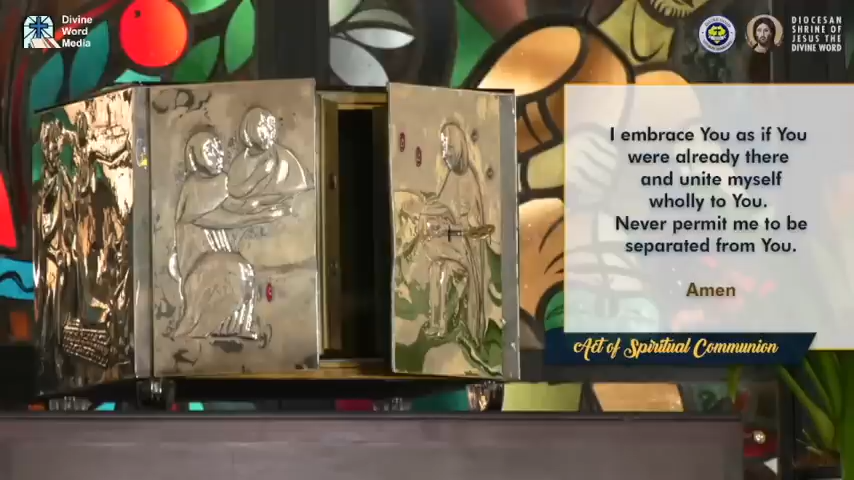 Divine
Word
Media
DIOCESAN
SHRINE OF
JESUS THE
DIVINE WORD
I embrace You as if You
were already there
and unite myself
wholly to You.
Never permit me to be
separated from You.
Amen
Act of Spiritual Communion